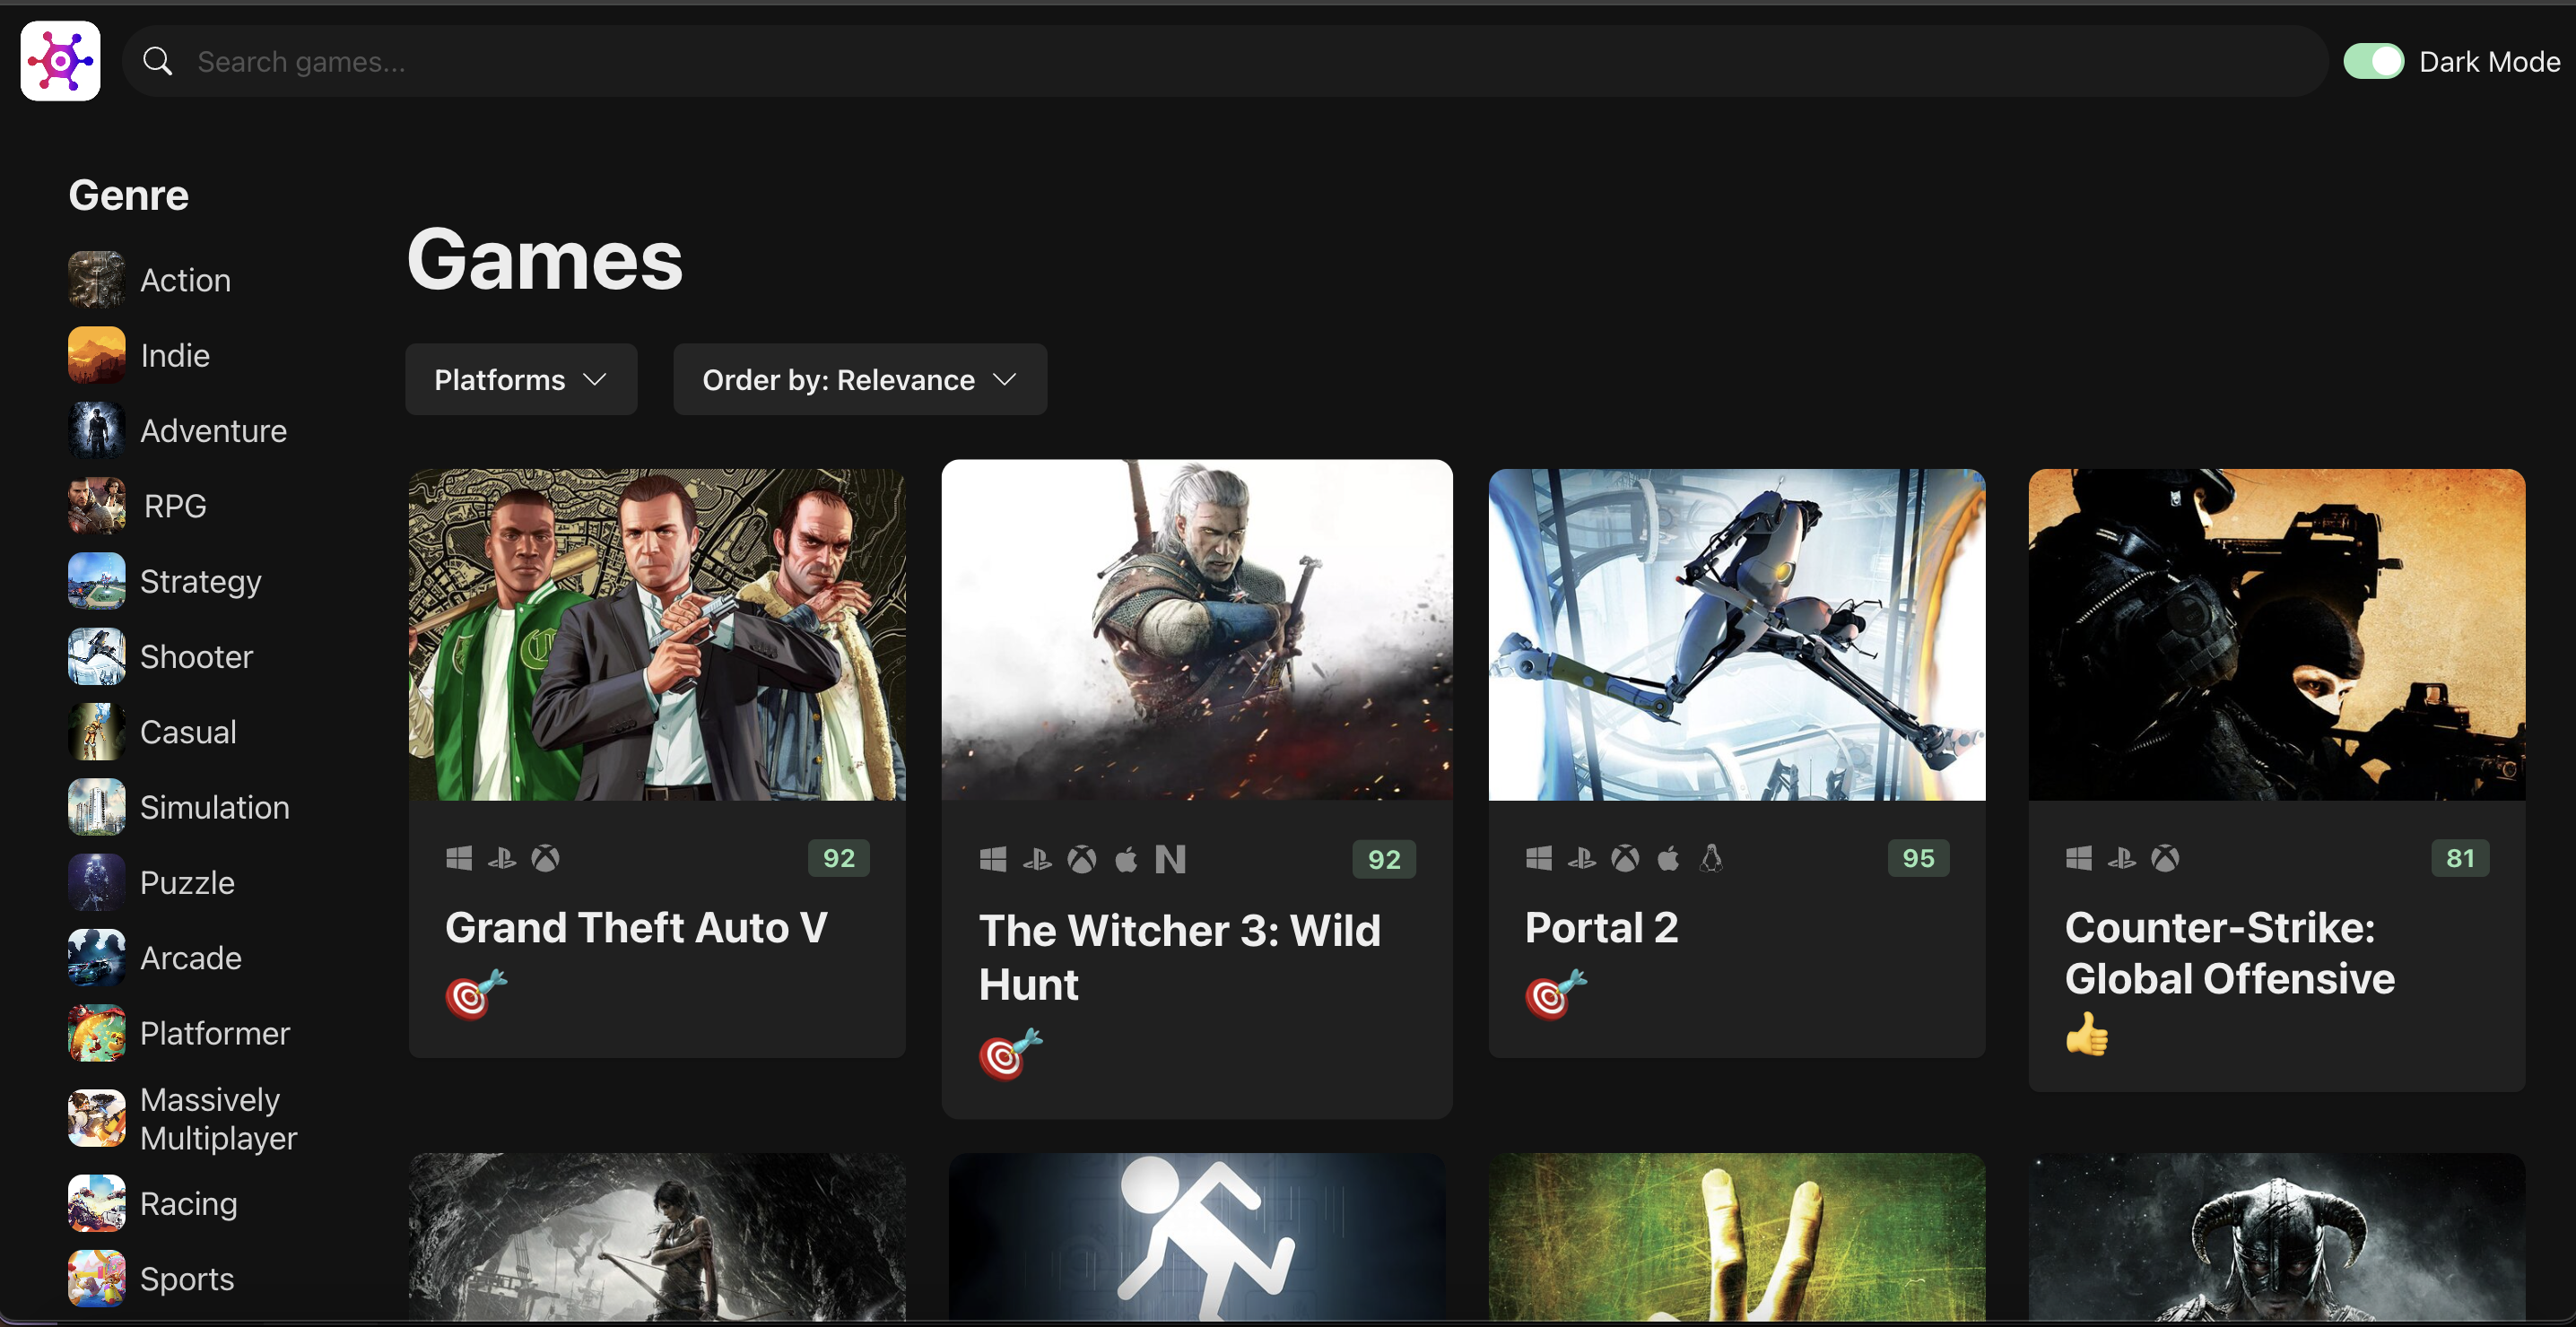 Search games...
Dark Mode
Genre
Action
Indie
Adventure
RPG
Strategy
Shooter
Casual
Simulation
Puzzle
Arcade
Platformer
Massively
Multiplayer
Racing
Sports
Games
Platforms
Order by: Relevance
92
Grand Theft Auto V
92
The Witcher 3: Wild
Hunt
95
Portal 2
81
Counter-Strike:
Global Offensive